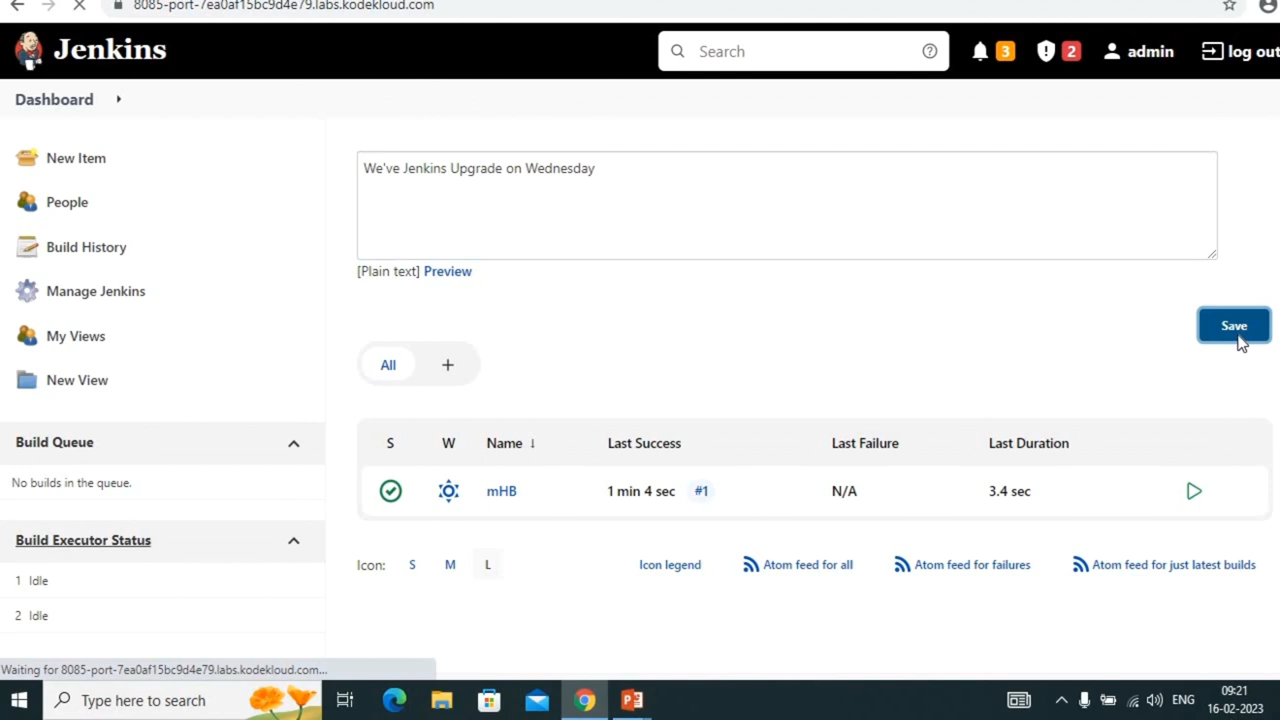 8085-port-7ea0af15bc9d4e79.labs.kodekloud.com
Jenkins
Search
3
2
admin
log out
Dashboard
New Item
People
Build History
Manage Jenkins
My Views
New View
Build Queue
No builds in the queue.
Build Executor Status
1 Idle
2 Idle
We've Jenkins Upgrade on Wednesday
[Plain text] Preview
Save
All +
S W Name ↓ Last Success Last Failure Last Duration
mHB 1 min 4 sec #1 N/A 3.4 sec
Icon: S M L Icon legend Atom feed for all Atom feed for failures Atom feed for just latest builds
Waiting for 8085-port-7ea0af15bc9d4e79.labs.kodekloud.com...
Type here to search
ENG
09:21
16-02-2023